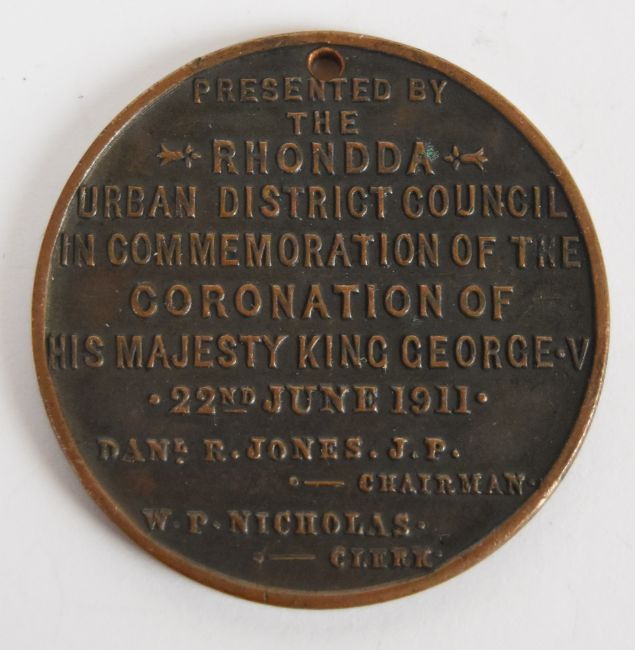 PRESENTED BY
THE
RHONDDA
URBAN DISTRICT COUNCIL
IN COMMEMORATION OF THE
CORONATION OF
HIS MAJESTY KING GEORGE·V
·22ND JUNE 1911·
DANL R. JONES. J.P.
·— CHAIRMAN·
W·P·NICHOLAS·
·— CLERK·